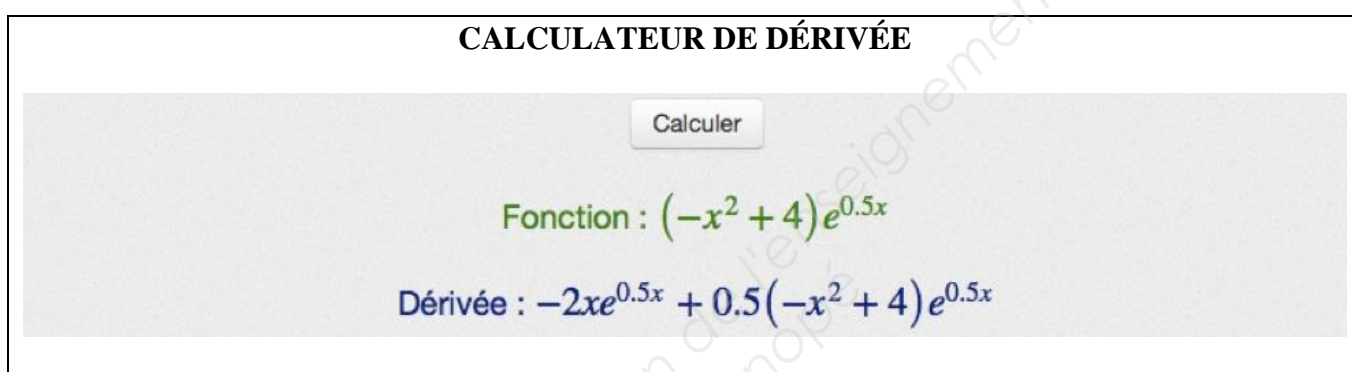 CALCULATEUR DE DÉRIVÉE
Calculer
Fonction : (−x² + 4)e^{0.5x}
Dérivée : −2xe^{0.5x} + 0.5(−x² + 4)e^{0.5x}